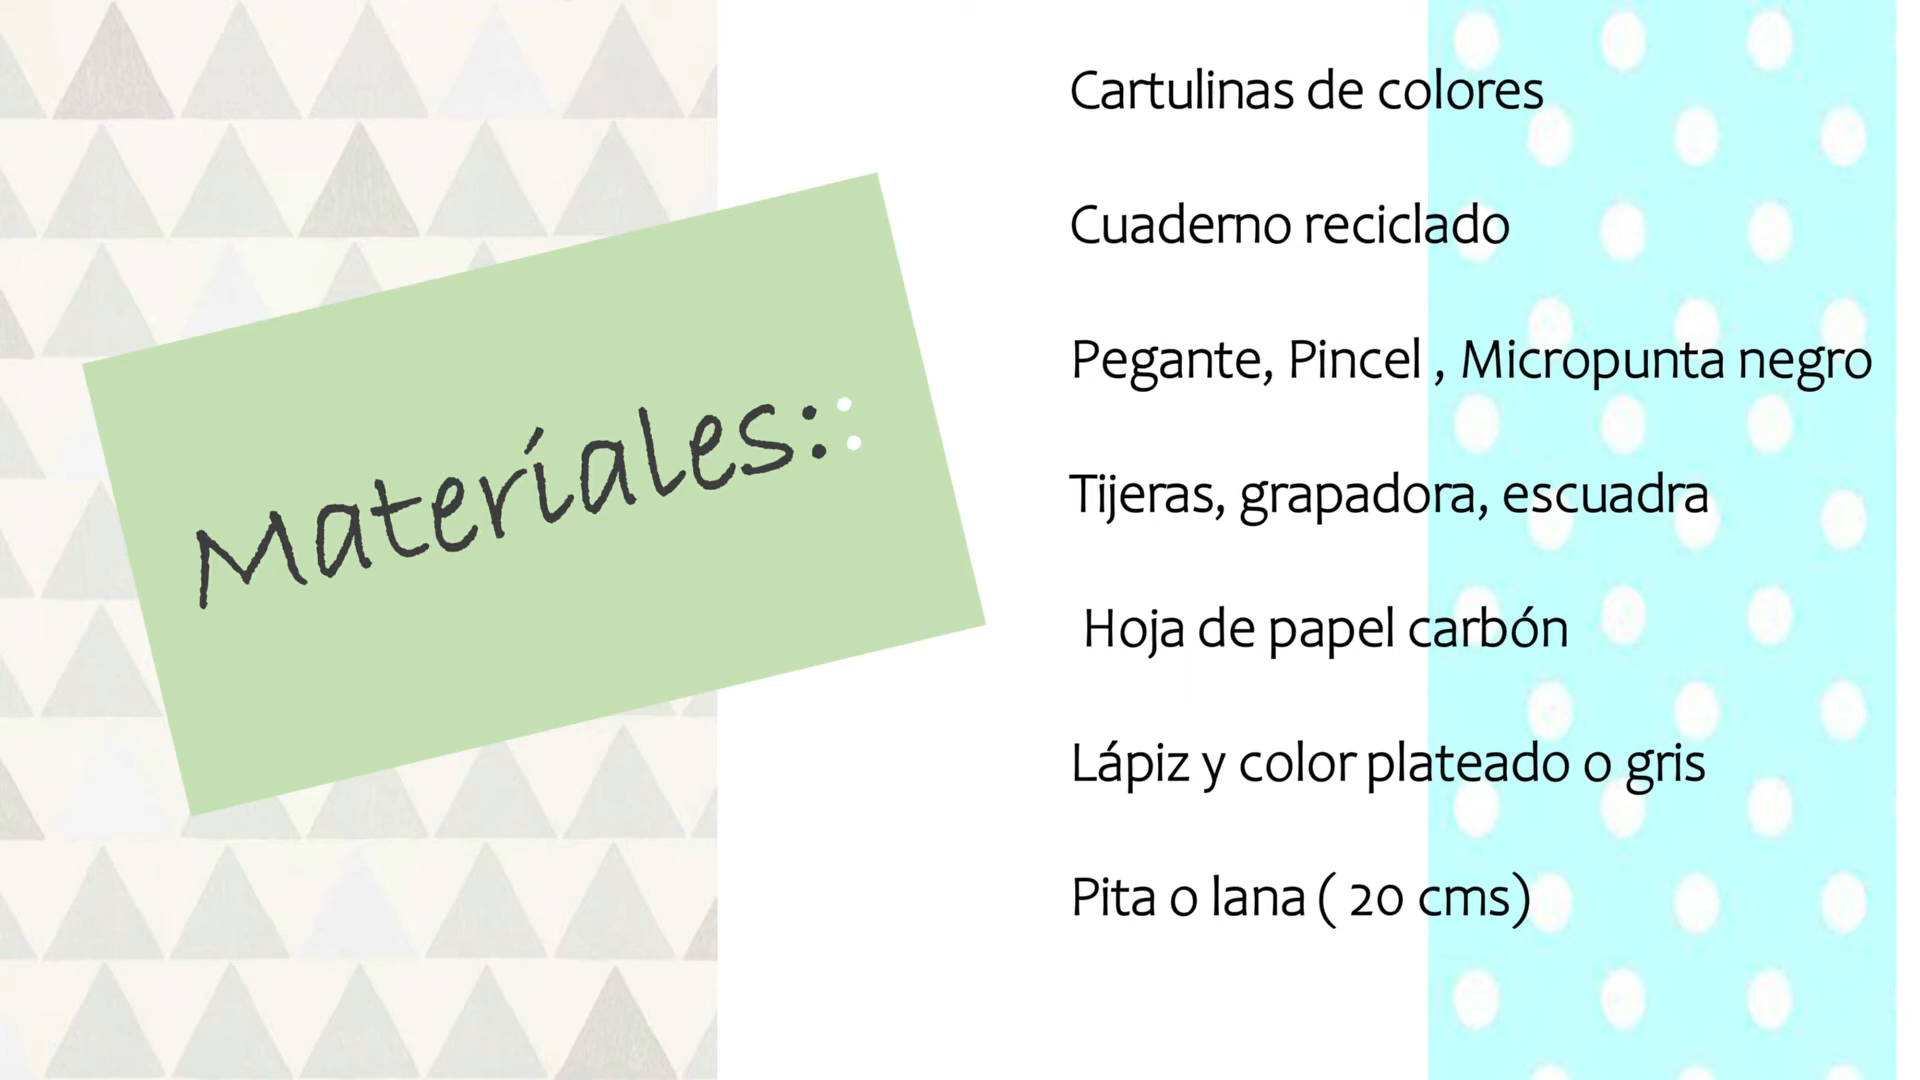 Materiales::
Cartulinas de colores
Cuaderno reciclado
Pegante, Pincel , Micropunta negro
Tijeras, grapadora, escuadra
Hoja de papel carbón
Lápiz y color plateado o gris
Pita o lana ( 20 cms)